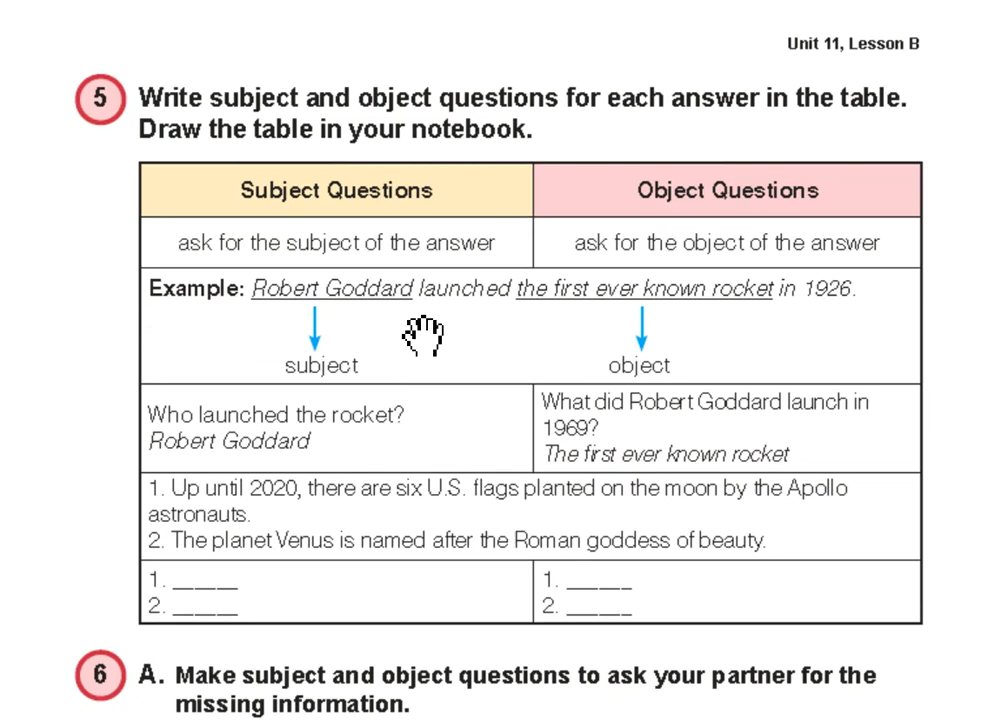 Unit 11, Lesson B
5 Write subject and object questions for each answer in the table.
Draw the table in your notebook.
Subject Questions
Object Questions
ask for the subject of the answer
ask for the object of the answer
Example: Robert Goddard launched the first ever known rocket in 1926.
subject
object
Who launched the rocket?
Robert Goddard
What did Robert Goddard launch in
1969?
The first ever known rocket
1. Up until 2020, there are six U.S. flags planted on the moon by the Apollo
astronauts.
2. The planet Venus is named after the Roman goddess of beauty.
1. ______
2. ______
1. ______
2. ______
6 A. Make subject and object questions to ask your partner for the
missing information.